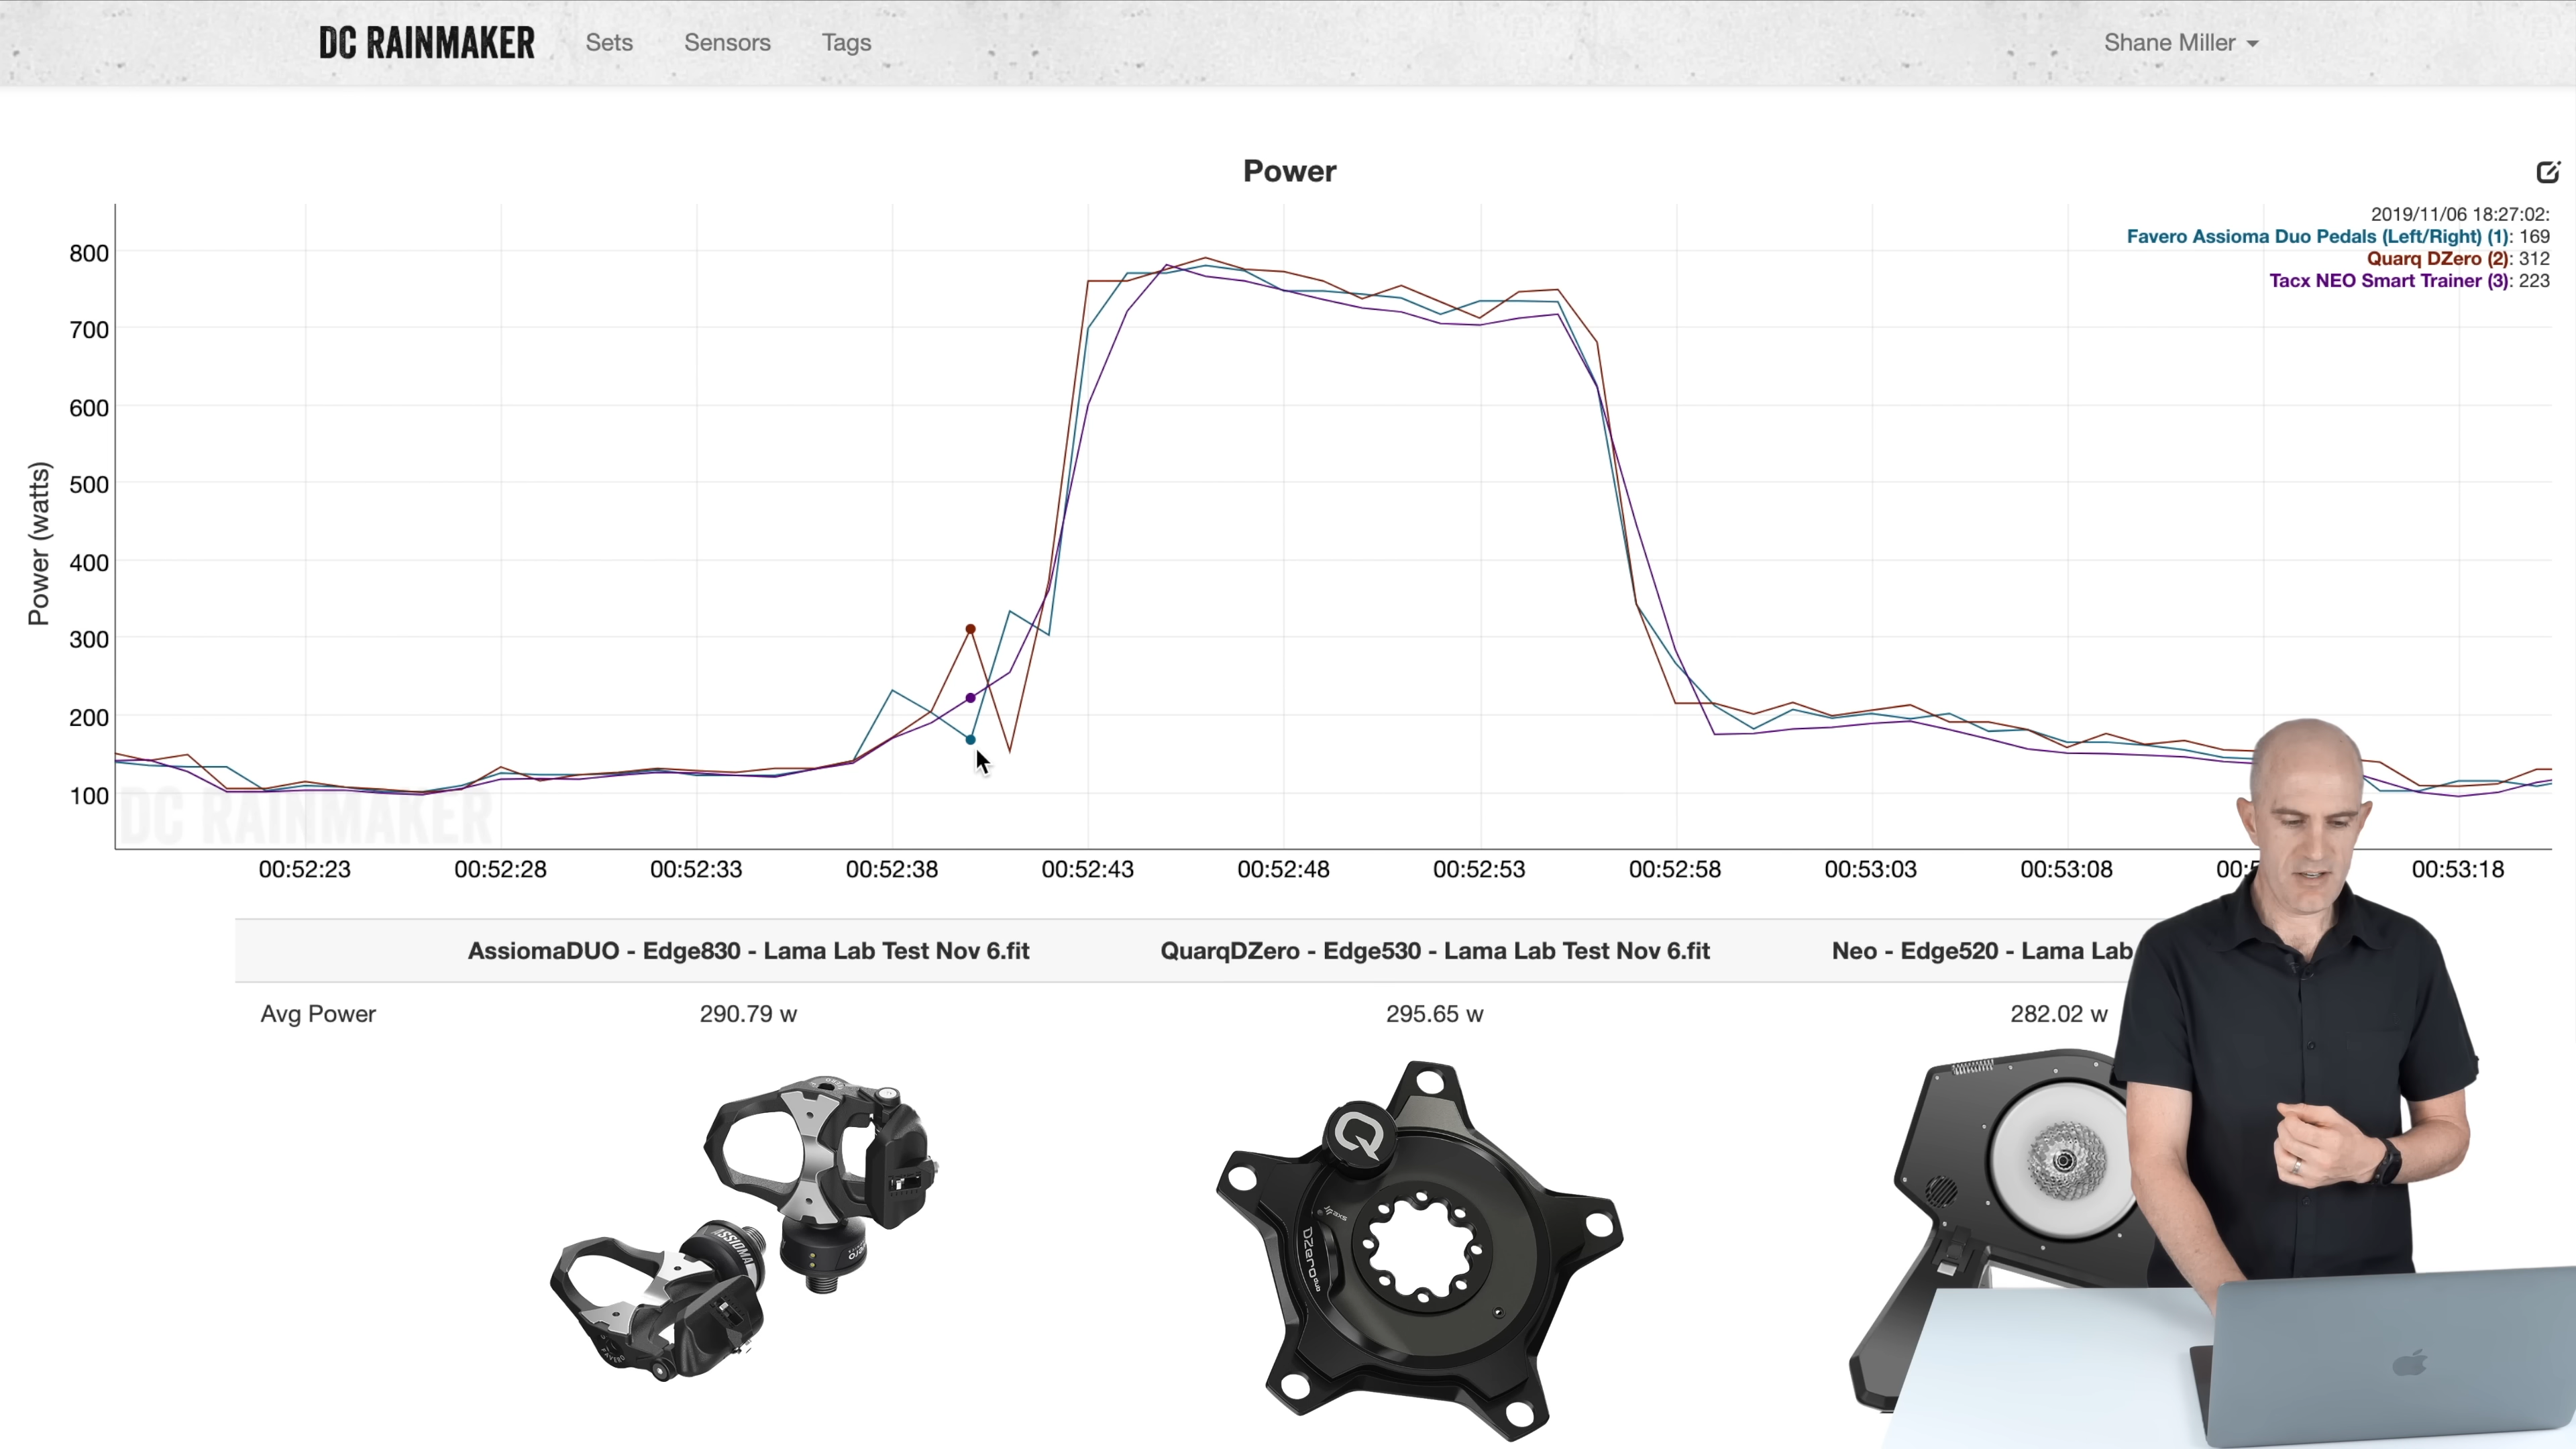 DC RAINMAKER Sets Sensors Tags Shane Miller
Power
2019/11/06 18:27:02:
Favero Assioma Duo Pedals (Left/Right) (1): 169
Quarq DZero (2): 312
Tacx NEO Smart Trainer (3): 223
Power (watts)
800
700
600
500
400
300
200
100
DC RAINMAKER
00:52:23 00:52:28 00:52:33 00:52:38 00:52:43 00:52:48 00:52:53 00:52:58 00:53:03 00:53:08 00:53:18
AssiomaDUO - Edge830 - Lama Lab Test Nov 6.fit QuarqDZero - Edge530 - Lama Lab Test Nov 6.fit Neo - Edge520 - Lama Lab
Avg Power 290.79 w 295.65 w 282.02 w
ASSIOMA
Q
DZero